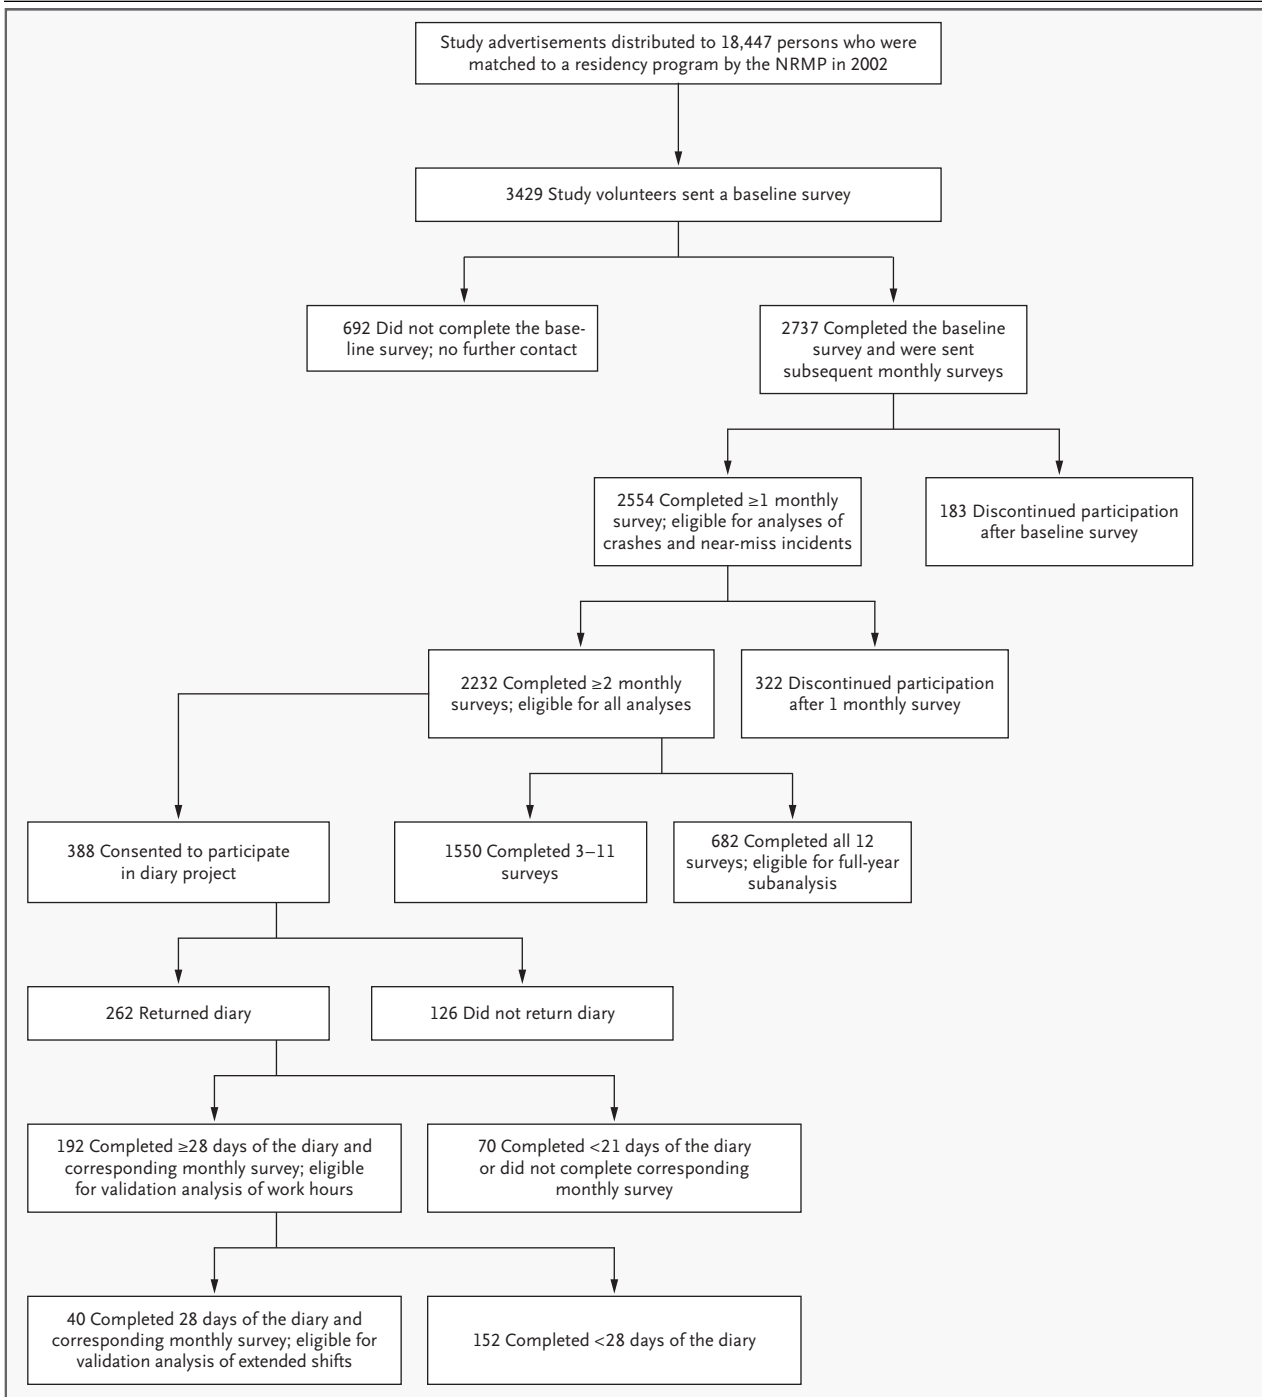 Study advertisements distributed to 18,447 persons who were
matched to a residency program by the NRMP in 2002
3429 Study volunteers sent a baseline survey
692 Did not complete the base-
line survey; no further contact
2737 Completed the baseline
survey and were sent
subsequent monthly surveys
2554 Completed ≥1 monthly
survey; eligible for analyses of
crashes and near-miss incidents
183 Discontinued participation
after baseline survey
2232 Completed ≥2 monthly
surveys; eligible for all analyses
322 Discontinued participation
after 1 monthly survey
388 Consented to participate
in diary project
1550 Completed 3–11
surveys
682 Completed all 12
surveys; eligible for full-year
subanalysis
262 Returned diary
126 Did not return diary
192 Completed ≥28 days of the diary and
corresponding monthly survey; eligible
for validation analysis of work hours
70 Completed <21 days of the diary
or did not complete corresponding
monthly survey
40 Completed 28 days of the diary and
corresponding monthly survey; eligible for
validation analysis of extended shifts
152 Completed <28 days of the diary